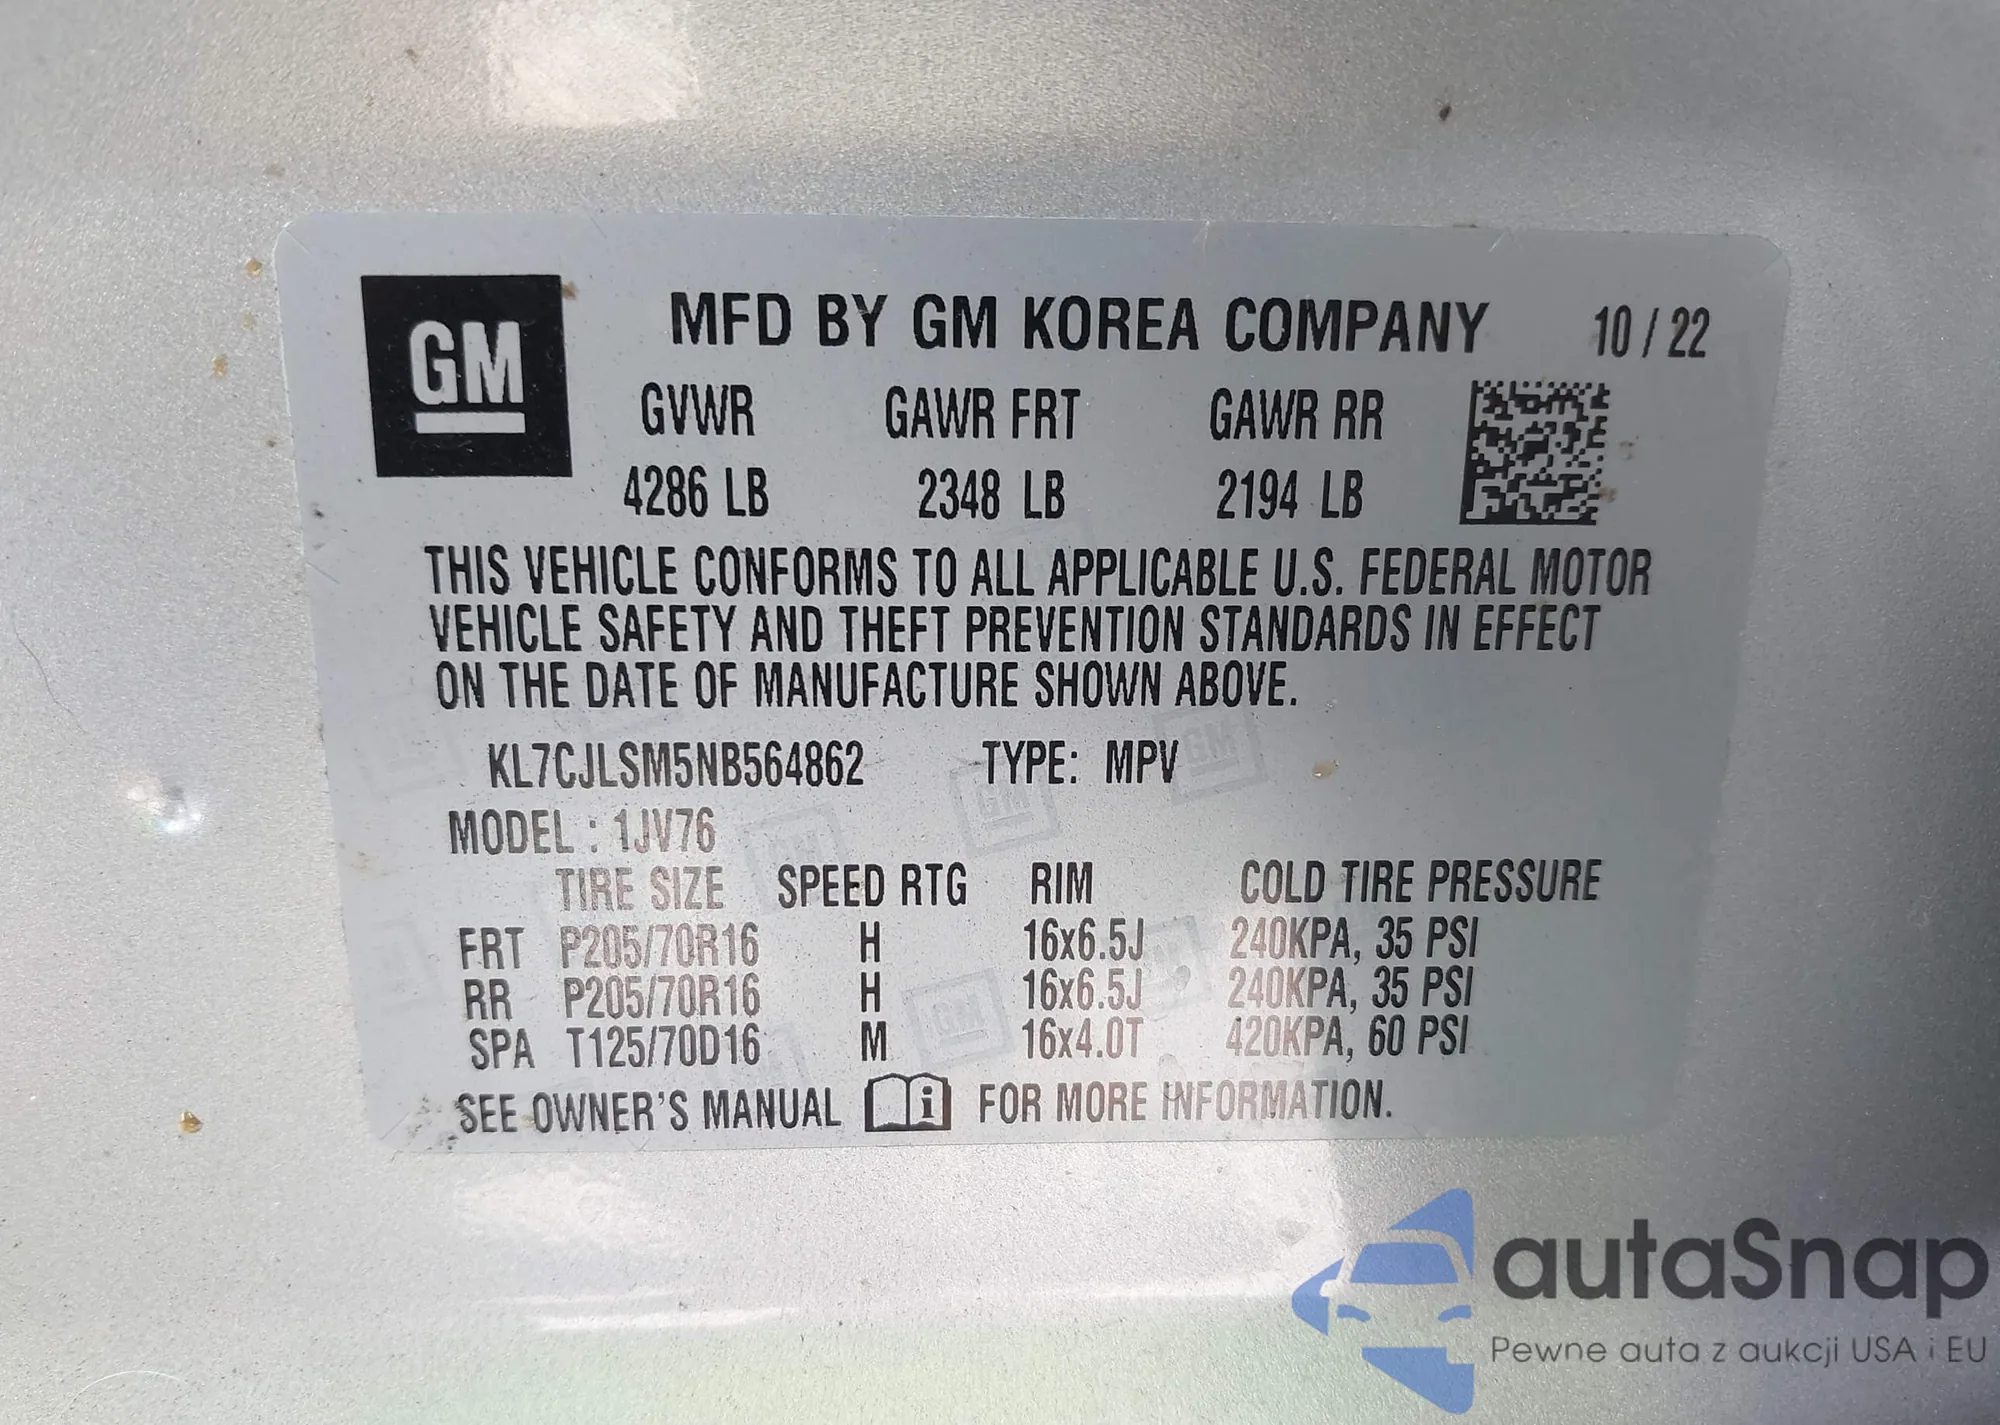 GM MFD BY GM KOREA COMPANY 10 / 22
GVWR GAWR FRT GAWR RR
4286 LB 2348 LB 2194 LB
THIS VEHICLE CONFORMS TO ALL APPLICABLE U.S. FEDERAL MOTOR
VEHICLE SAFETY AND THEFT PREVENTION STANDARDS IN EFFECT
ON THE DATE OF MANUFACTURE SHOWN ABOVE.
KL7CJLSM5NB564862 TYPE: MPV
MODEL : 1JV76
TIRE SIZE SPEED RTG RIM COLD TIRE PRESSURE
FRT P205/70R16 H 16x6.5J 240KPA, 35 PSI
RR P205/70R16 H 16x6.5J 240KPA, 35 PSI
SPA T125/70D16 M 16x4.0T 420KPA, 60 PSI
SEE OWNER'S MANUAL i FOR MORE INFORMATION.
autaSnap
Pewne auta z aukcji USA i EU